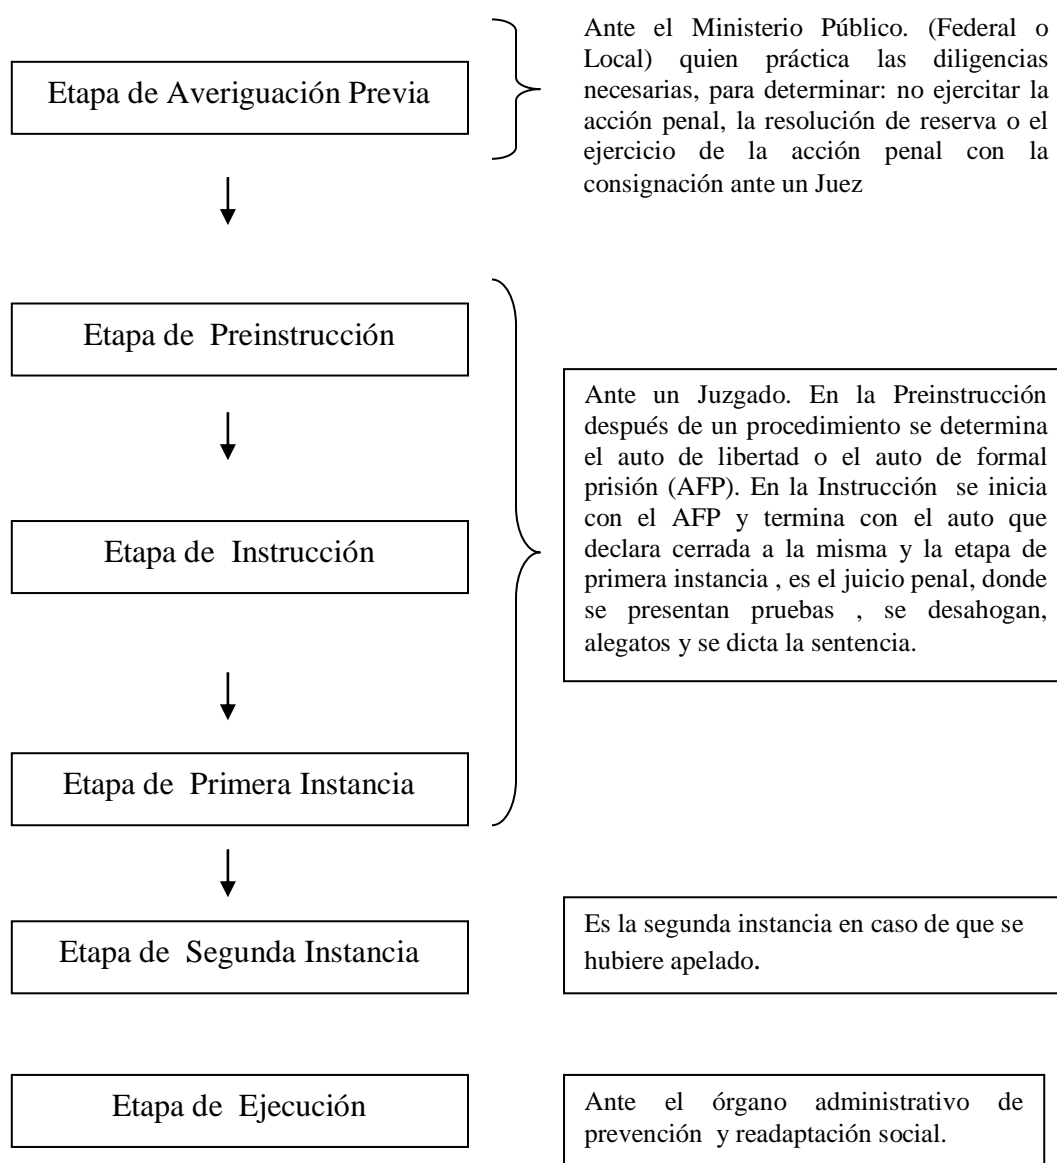 Etapa de Averiguación Previa
Ante el Ministerio Público. (Federal o
Local) quien práctica las diligencias
necesarias, para determinar: no ejercitar la
acción penal, la resolución de reserva o el
ejercicio de la acción penal con la
consignación ante un Juez
Etapa de Preinstrucción
Etapa de Instrucción
Etapa de Primera Instancia
Ante un Juzgado. En la Preinstrucción
después de un procedimiento se determina
el auto de libertad o el auto de formal
prisión (AFP). En la Instrucción se inicia
con el AFP y termina con el auto que
declara cerrada a la misma y la etapa de
primera instancia , es el juicio penal, donde
se presentan pruebas , se desahogan,
alegatos y se dicta la sentencia.
Etapa de Segunda Instancia
Es la segunda instancia en caso de que se
hubiere apelado.
Etapa de Ejecución
Ante el órgano administrativo de
prevención y readaptación social.